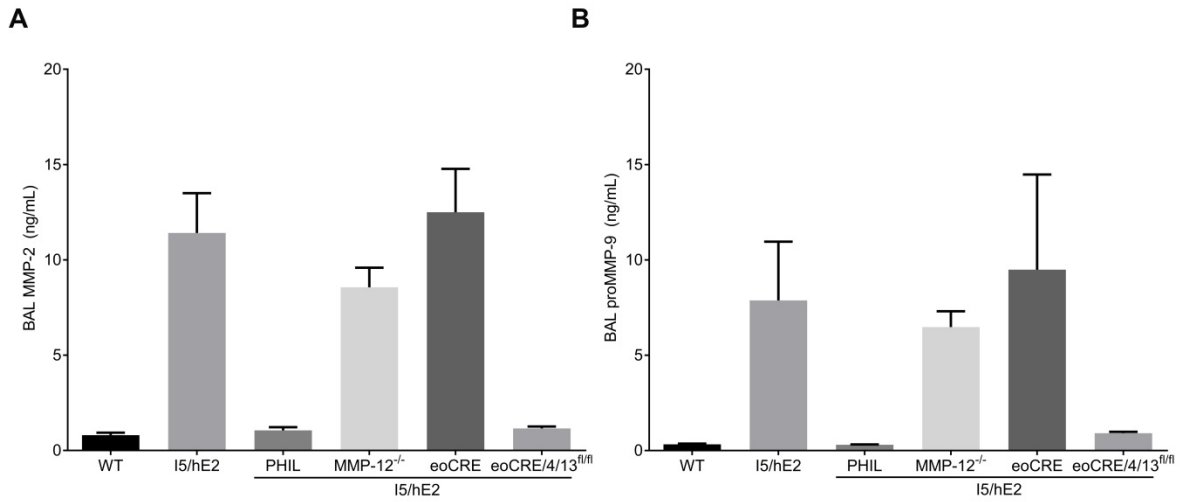 A
BAL MMP-2 (ng/mL)
20
15
10
5
0
WT I5/hE2 PHIL MMP-12-/- eoCRE eoCRE/4/13fl/fl
I5/hE2
B
BAL proMMP-9 (ng/mL)
20
15
10
5
0
WT I5/hE2 PHIL MMP-12-/- eoCRE eoCRE/4/13fl/fl
I5/hE2